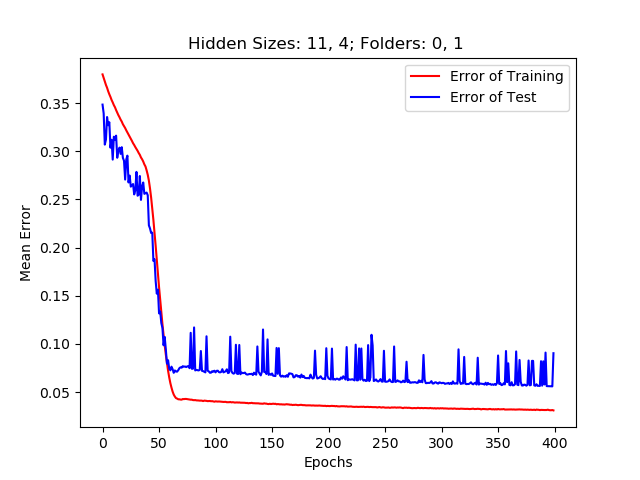 Hidden Sizes: 11, 4; Folders: 0, 1
Error of Training
Error of Test
Mean Error
0.35
0.30
0.25
0.20
0.15
0.10
0.05
0 50 100 150 200 250 300 350 400
Epochs